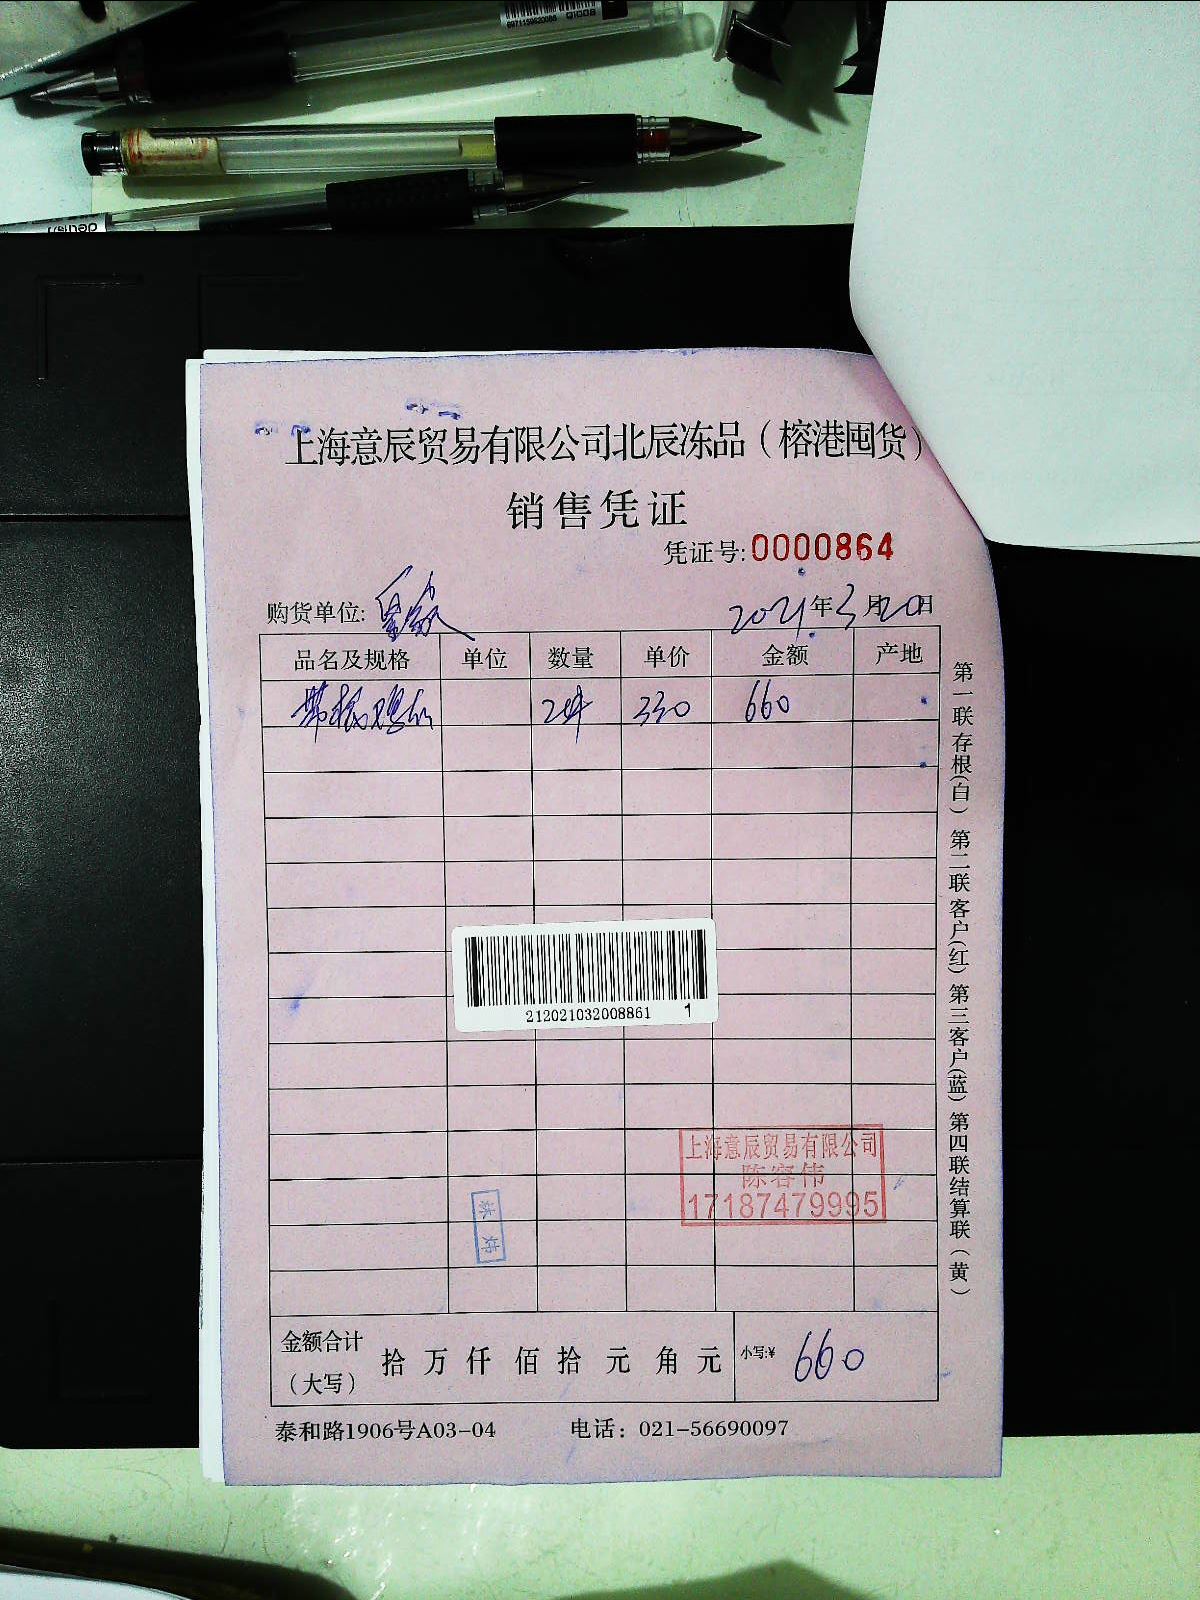 6971159620086
上海意辰贸易有限公司北辰冻品（榕港囤货）
销售凭证
凭证号:0000864
购货单位:
2021年3月20日
品名及规格 单位 数量 单价 金额 产地
2件 330 660
212021032008861 1
上海意辰贸易有限公司
陈容伟
17187479995
金额合计（大写） 拾 万 仟 佰 拾 元 角 元 小写:¥ 660
泰和路1906号A03-04 电话：021-56690097
第一联存根(白) 第二联客户(红) 第三客户(蓝) 第四联结算联（黄）